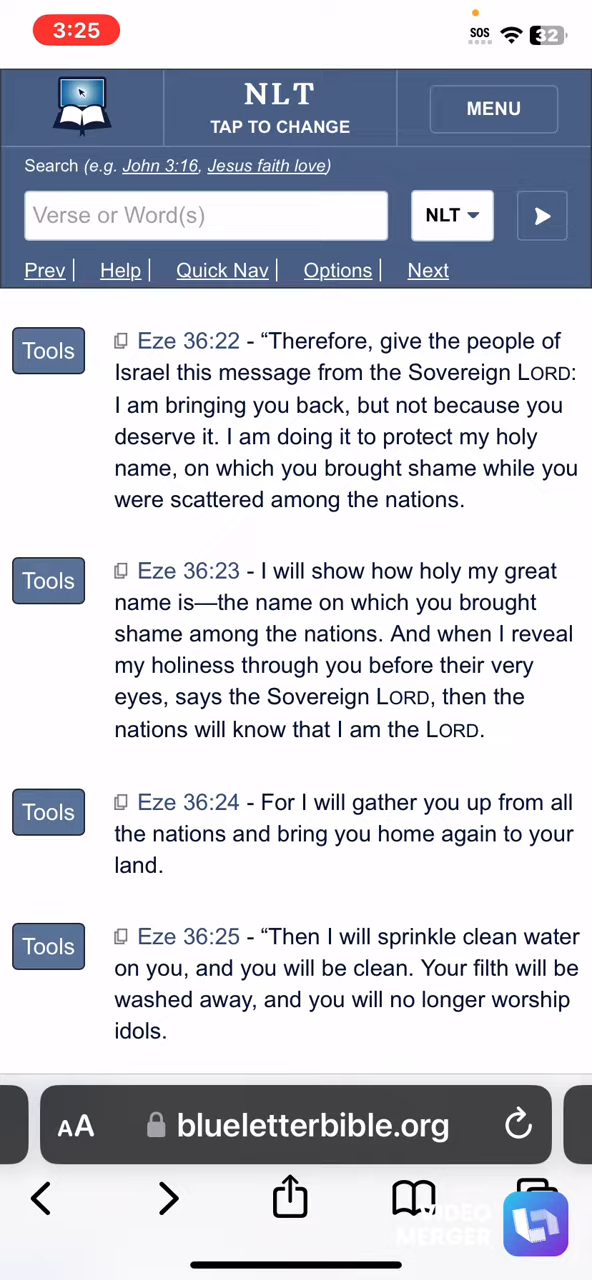 3:25
SOS
32
NLT
TAP TO CHANGE
MENU
Search (e.g. John 3:16, Jesus faith love)
Verse or Word(s)
NLT
Prev | Help | Quick Nav | Options | Next
Tools
Eze 36:22 - “Therefore, give the people of
Israel this message from the Sovereign LORD:
I am bringing you back, but not because you
deserve it. I am doing it to protect my holy
name, on which you brought shame while you
were scattered among the nations.
Tools
Eze 36:23 - I will show how holy my great
name is—the name on which you brought
shame among the nations. And when I reveal
my holiness through you before their very
eyes, says the Sovereign LORD, then the
nations will know that I am the LORD.
Tools
Eze 36:24 - For I will gather you up from all
the nations and bring you home again to your
land.
Tools
Eze 36:25 - “Then I will sprinkle clean water
on you, and you will be clean. Your filth will be
washed away, and you will no longer worship
idols.
AA
blueletterbible.org
VIDEO
MERGER